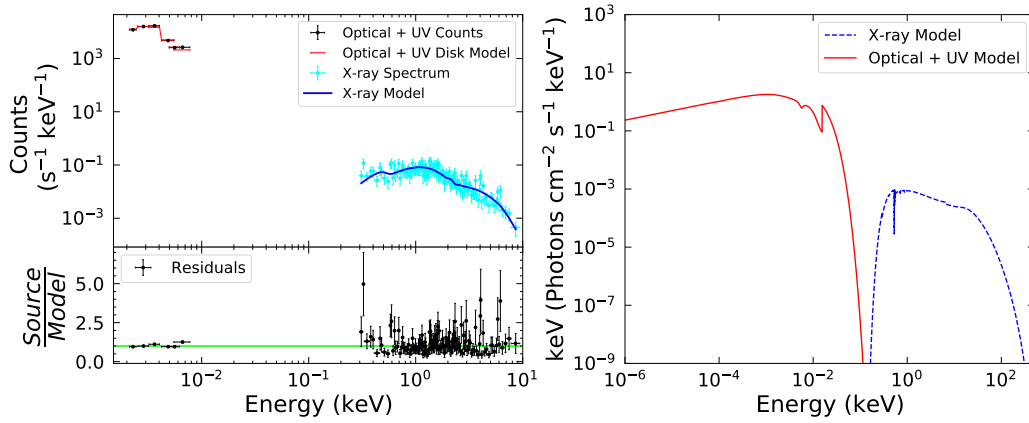 Counts
(s⁻¹ keV⁻¹)
10³
10¹
10⁻¹
10⁻³
Optical + UV Counts
Optical + UV Disk Model
X-ray Spectrum
X-ray Model
Source
Model
5.0
2.5
0.0
Residuals
10⁻²
10⁻¹
10⁰
10¹
Energy (keV)
keV (Photons cm⁻² s⁻¹ keV⁻¹)
10³
10¹
10⁻¹
10⁻³
10⁻⁵
10⁻⁷
10⁻⁹
X-ray Model
Optical + UV Model
10⁻⁶
10⁻⁴
10⁻²
10⁰
10²
Energy (keV)